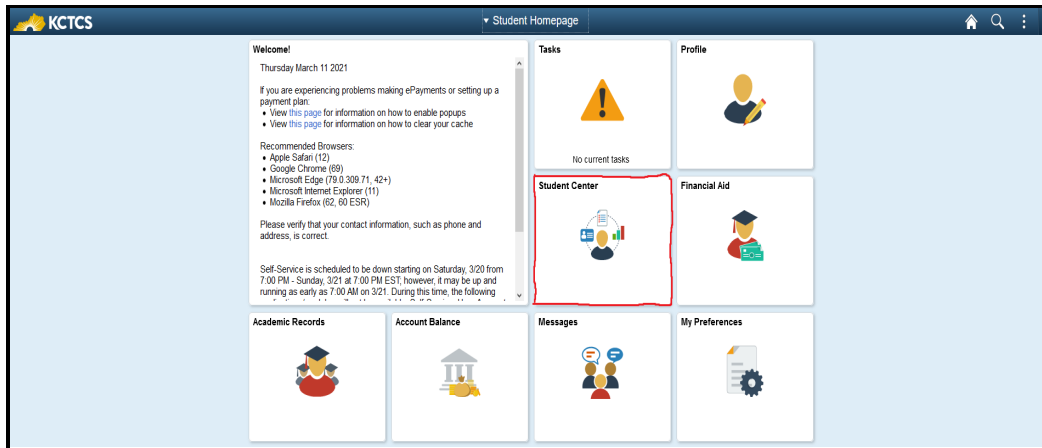 KCTCS
▾ Student Homepage
Welcome!
Thursday March 11 2021
If you are experiencing problems making ePayments or setting up a
payment plan:
• View this page for information on how to enable popups
• View this page for information on how to clear your cache
Recommended Browsers:
• Apple Safari (12)
• Google Chrome (69)
• Microsoft Edge (79.0.309.71, 42+)
• Microsoft Internet Explorer (11)
• Mozilla Firefox (62, 60 ESR)
Please verify that your contact information, such as phone and
address, is correct.
Self-Service is scheduled to be down starting on Saturday, 3/20 from
7:00 PM - Sunday, 3/21 at 7:00 PM EST; however, it may be up and
running as early as 7:00 AM on 3/21. During this time, the following
Tasks
No current tasks
Profile
Student Center
Financial Aid
Academic Records
Account Balance
Messages
My Preferences